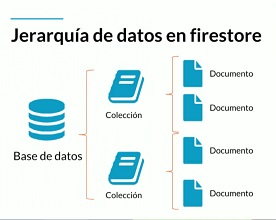 Jerarquía de datos en firestore
Documento
Documento
Colección
Base de datos
Documento
Colección
Documento